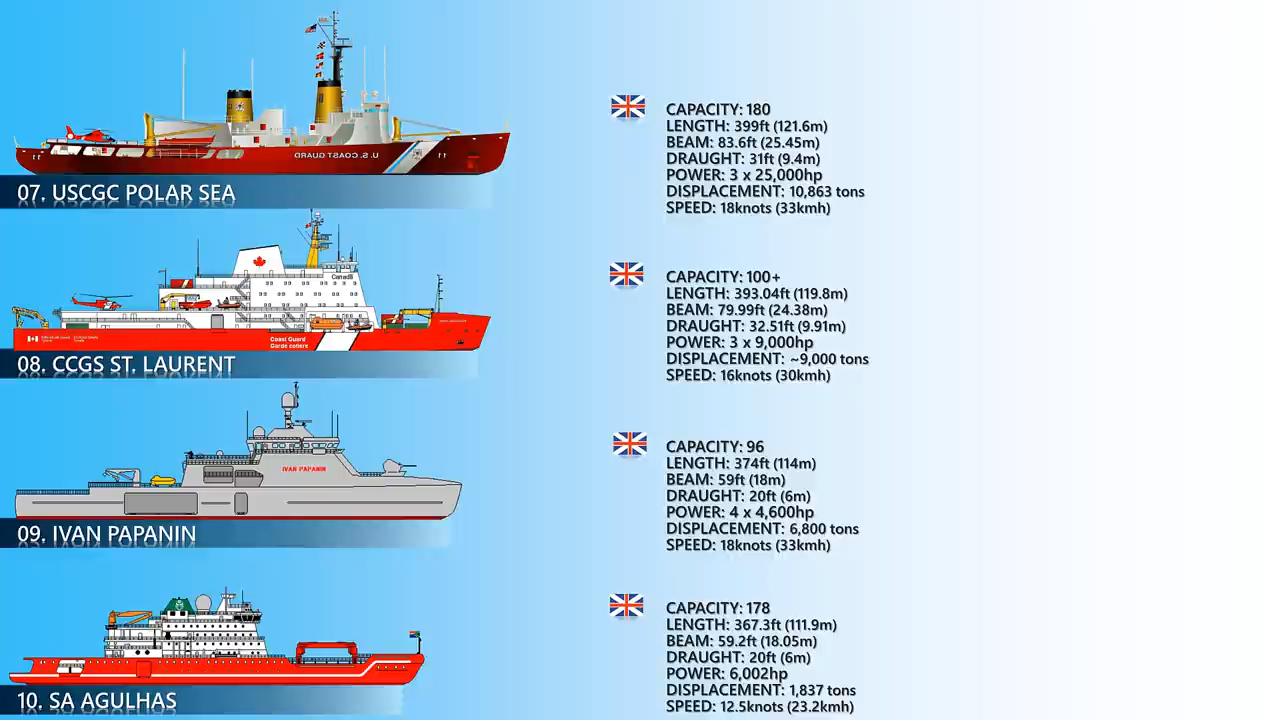 07. USCGC POLAR SEA
U.S. COAST GUARD
11
11
CAPACITY: 180
LENGTH: 399ft (121.6m)
BEAM: 83.6ft (25.45m)
DRAUGHT: 31ft (9.4m)
POWER: 3 x 25,000hp
DISPLACEMENT: 10,863 tons
SPEED: 18knots (33kmh)
Canada
Coast Guard
Garde côtière
08. CCGS ST. LAURENT
CAPACITY: 100+
LENGTH: 393.04ft (119.8m)
BEAM: 79.99ft (24.38m)
DRAUGHT: 32.51ft (9.91m)
POWER: 3 x 9,000hp
DISPLACEMENT: ~9,000 tons
SPEED: 16knots (30kmh)
IVAN PAPANIN
09. IVAN PAPANIN
CAPACITY: 96
LENGTH: 374ft (114m)
BEAM: 59ft (18m)
DRAUGHT: 20ft (6m)
POWER: 4 x 4,600hp
DISPLACEMENT: 6,800 tons
SPEED: 18knots (33kmh)
10. SA AGULHAS
CAPACITY: 178
LENGTH: 367.3ft (111.9m)
BEAM: 59.2ft (18.05m)
DRAUGHT: 20ft (6m)
POWER: 6,002hp
DISPLACEMENT: 1,837 tons
SPEED: 12.5knots (23.2kmh)